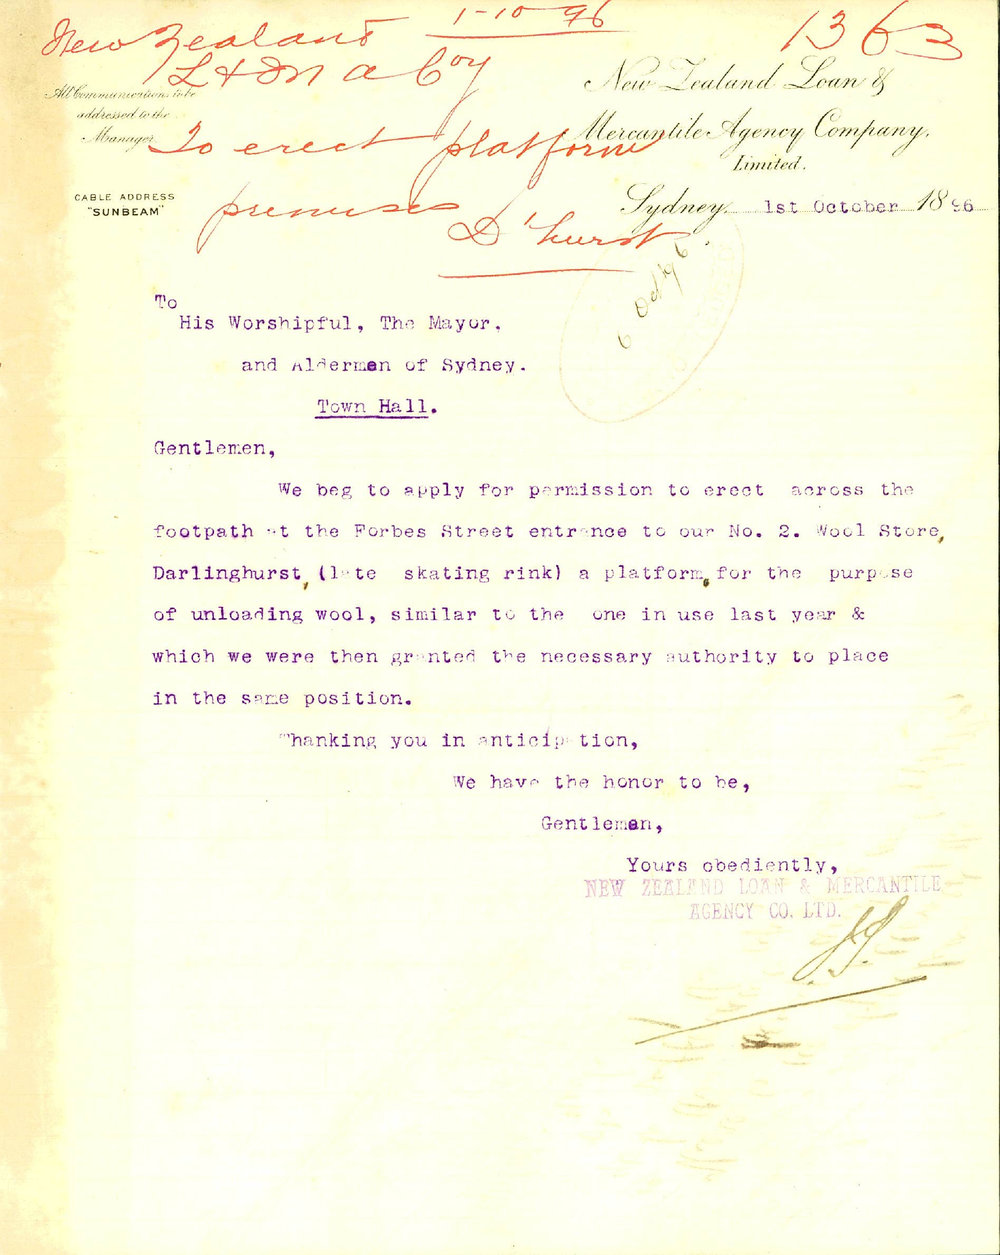 1-10-96
1363
New Zealand
L & M A Coy
To erect platform
premises
D'hurst
All Communications to be
addressed to the
Manager
CABLE ADDRESS
"SUNBEAM"
New Zealand Loan &
Mercantile Agency Company,
Limited.
Sydney, 1st October 1896
6 Oct 96
To
His Worshipful, The Mayor,
and Aldermen of Sydney.
Town Hall.
Gentlemen,
We beg to apply for permission to erect across the
footpath at the Forbes Street entrance to our No. 2. Wool Store,
Darlinghurst, (late skating rink) a platform, for the purpose
of unloading wool, similar to the one in use last year &
which we were then granted the necessary authority to place
in the same position.
Thanking you in anticipation,
We have the honor to be,
Gentleman,
Yours obediently,
NEW ZEALAND LOAN & MERCANTILE
AGENCY CO. LTD.